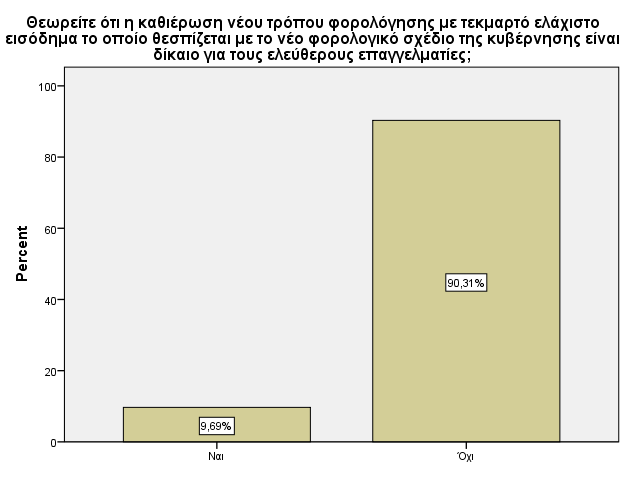 Θεωρείτε ότι η καθιέρωση νέου τρόπου φορολόγησης με τεκμαρτό ελάχιστο
εισόδημα το οποίο θεσπίζεται με το νέο φορολογικό σχέδιο της κυβέρνησης είναι
δίκαιο για τους ελεύθερους επαγγελματίες;
100
80
60
40
20
0
Percent
9,69%
90,31%
Ναι
Όχι